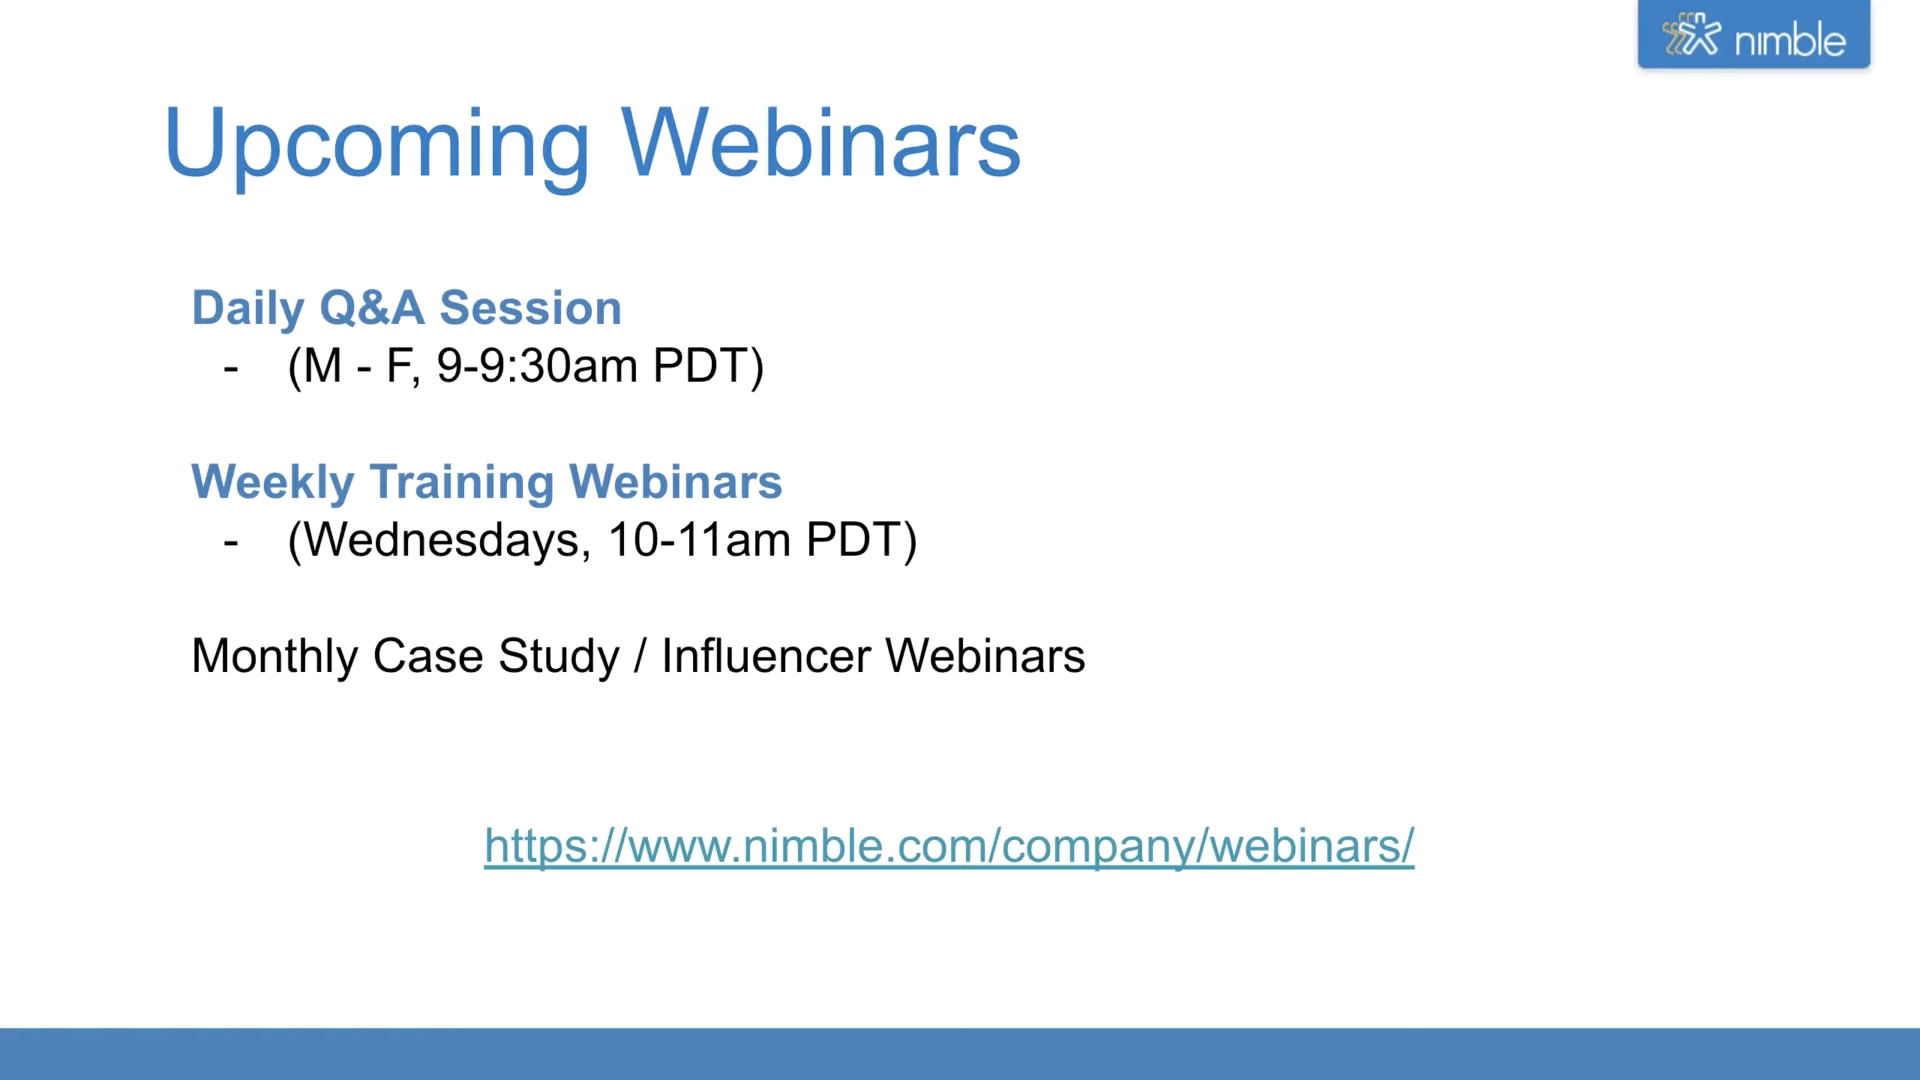 nimble
Upcoming Webinars
Daily Q&A Session
- (M - F, 9-9:30am PDT)
Weekly Training Webinars
- (Wednesdays, 10-11am PDT)
Monthly Case Study / Influencer Webinars
https://www.nimble.com/company/webinars/